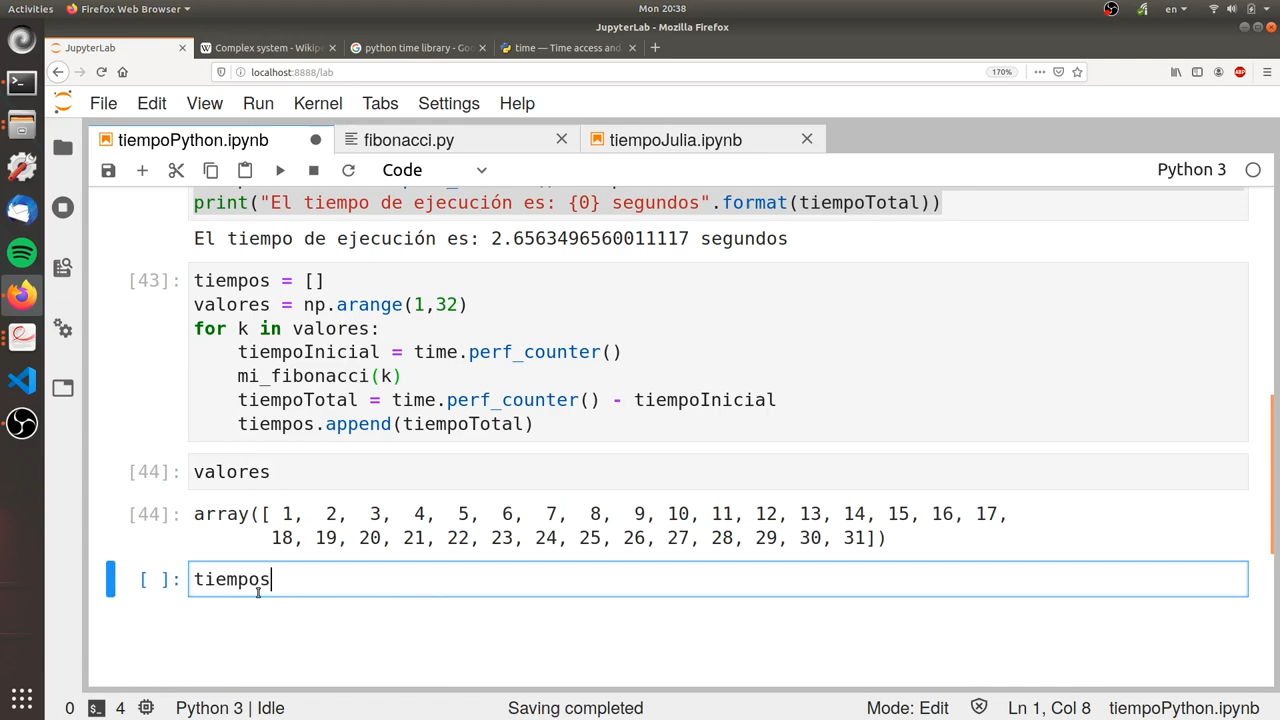 Activities Firefox Web Browser Mon 20:38 en
JupyterLab - Mozilla Firefox
JupyterLab Complex system - Wikipe python time library - Goo time — Time access and
localhost:8888/lab 170% ABP
File Edit View Run Kernel Tabs Settings Help
tiempoPython.ipynb fibonacci.py tiempoJulia.ipynb
Code Python 3
print("El tiempo de ejecución es: {0} segundos".format(tiempoTotal))
El tiempo de ejecución es: 2.6563496560011117 segundos
[43]: tiempos = []
valores = np.arange(1,32)
for k in valores:
tiempoInicial = time.perf_counter()
mi_fibonacci(k)
tiempoTotal = time.perf_counter() - tiempoInicial
tiempos.append(tiempoTotal)
[44]: valores
[44]: array([ 1, 2, 3, 4, 5, 6, 7, 8, 9, 10, 11, 12, 13, 14, 15, 16, 17,
18, 19, 20, 21, 22, 23, 24, 25, 26, 27, 28, 29, 30, 31])
[ ]: tiempos
0 4 Python 3 | Idle Saving completed Mode: Edit Ln 1, Col 8 tiempoPython.ipynb